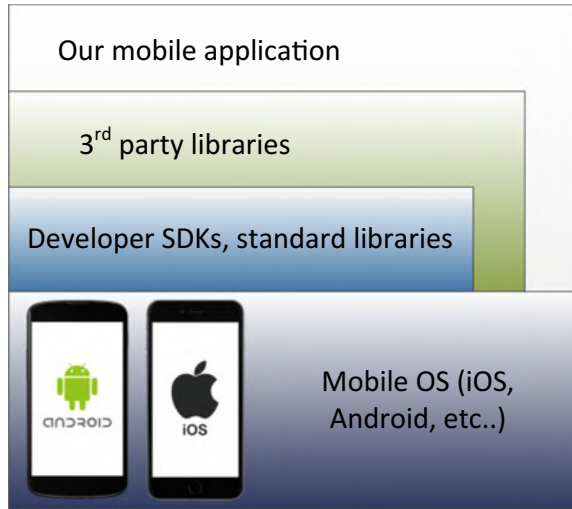 Our mobile application
3rd party libraries
Developer SDKs, standard libraries
Mobile OS (iOS,
Android, etc..)
ANDROID
iOS